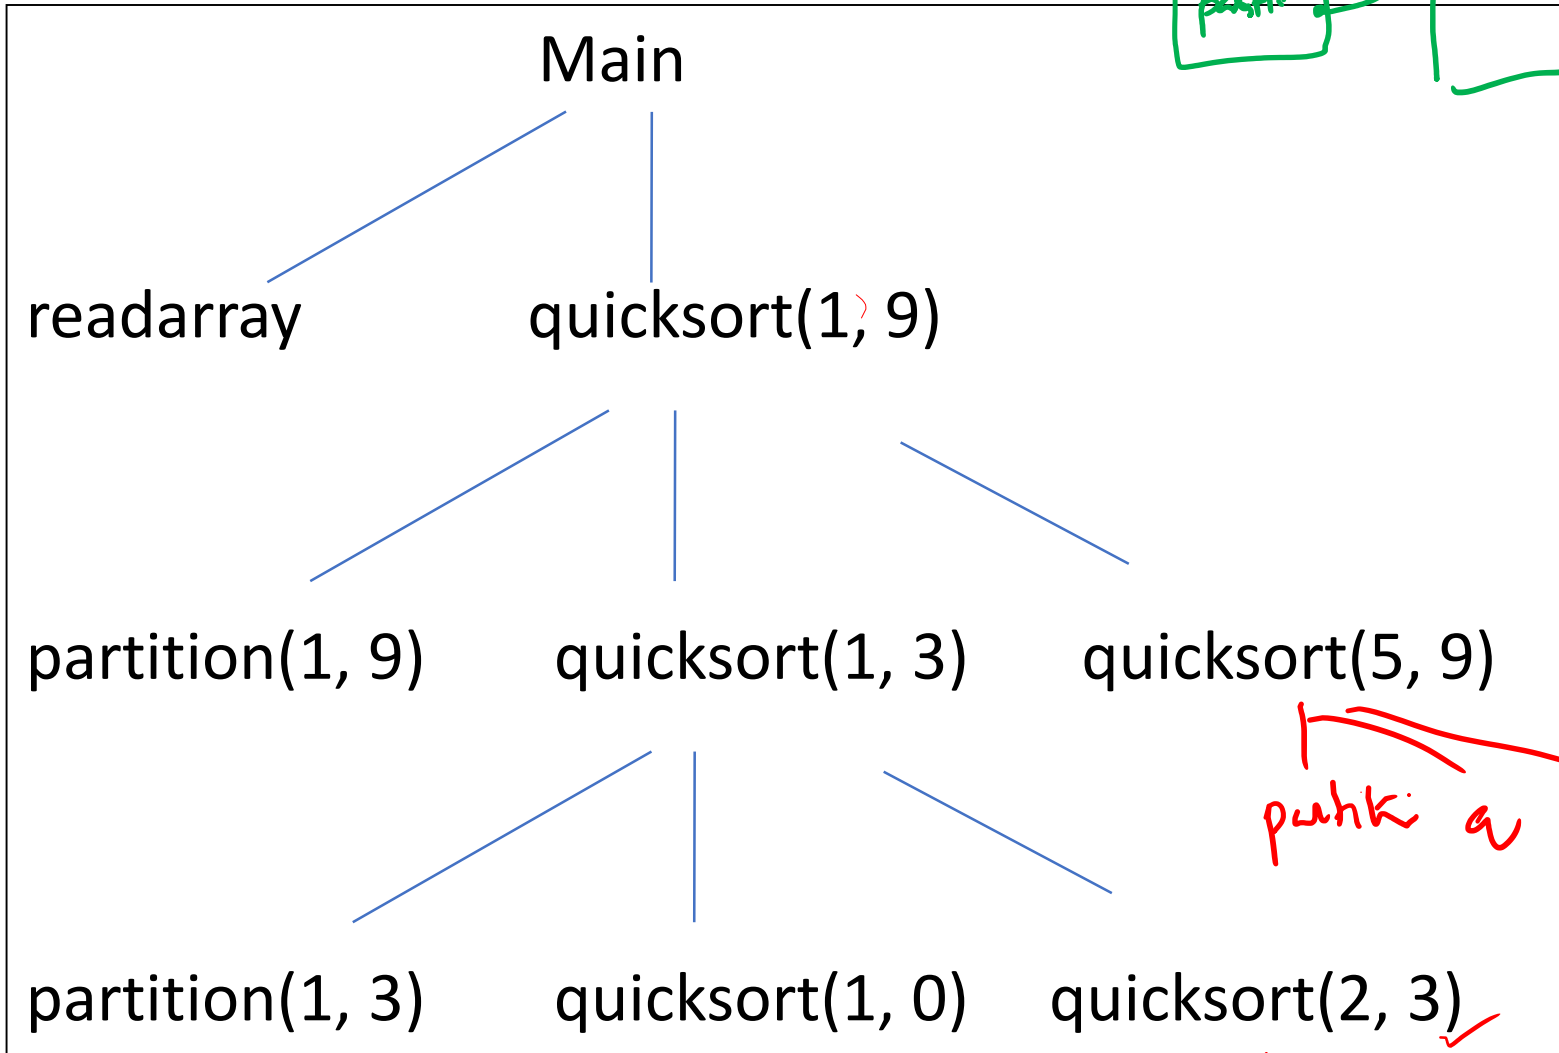 Main
readarray quicksort(1, 9)
partition(1, 9) quicksort(1, 3) quicksort(5, 9)
q
partition(1, 3) quicksort(1, 0) quicksort(2, 3)